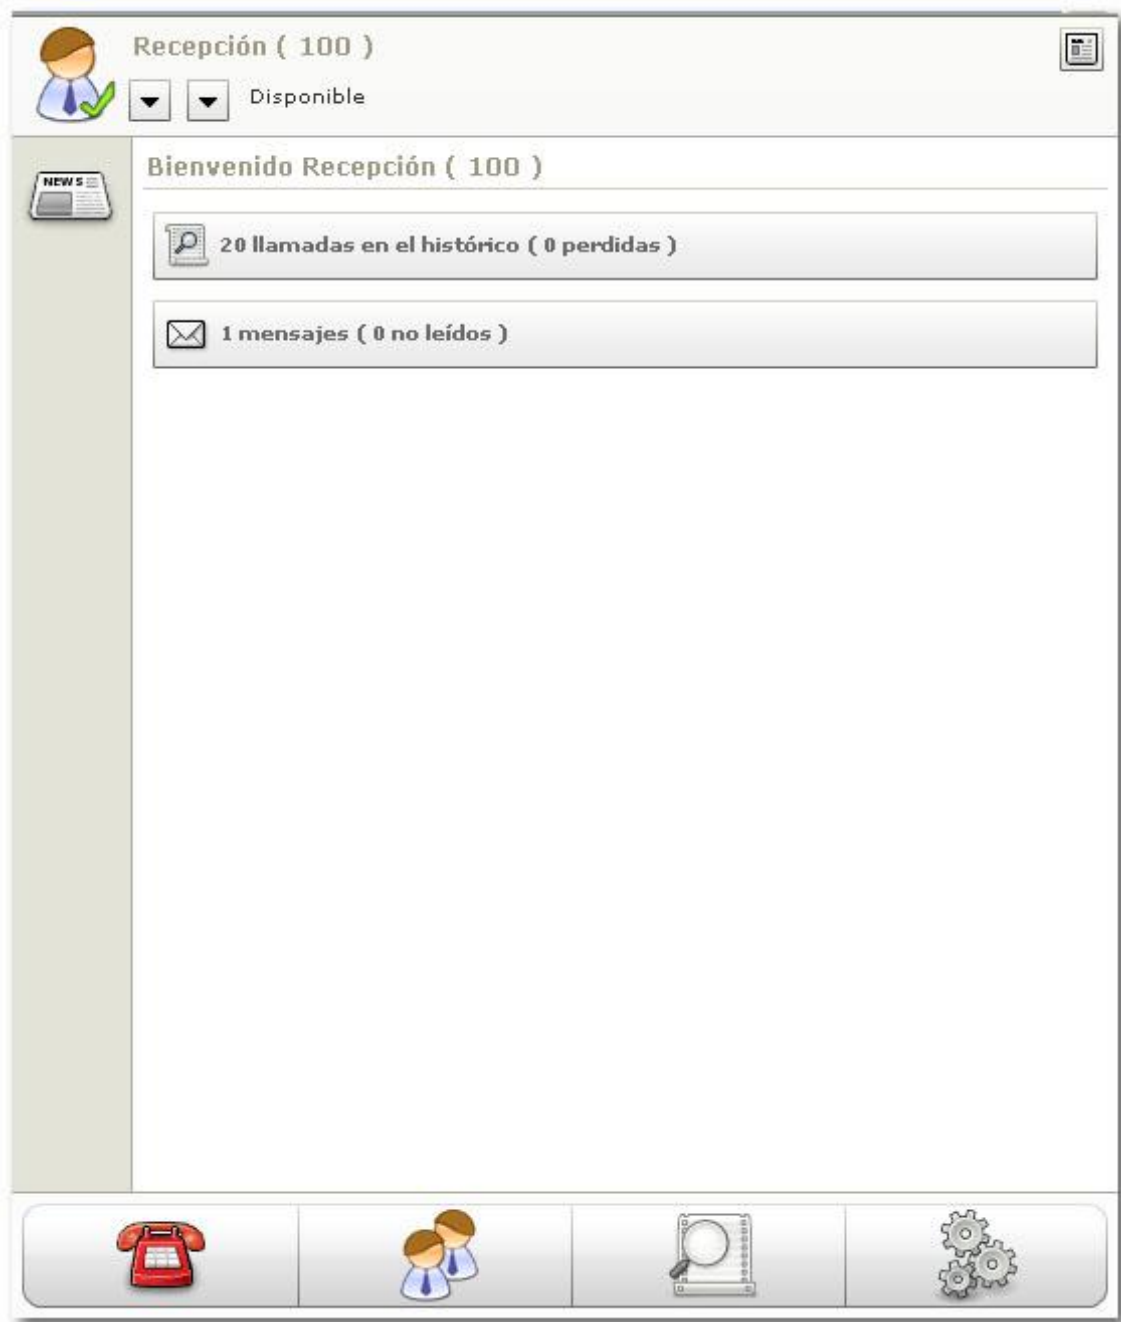 Recepción ( 100 )
Disponible
NEWS
Bienvenido Recepción ( 100 )
20 llamadas en el histórico ( 0 perdidas )
1 mensajes ( 0 no leídos )